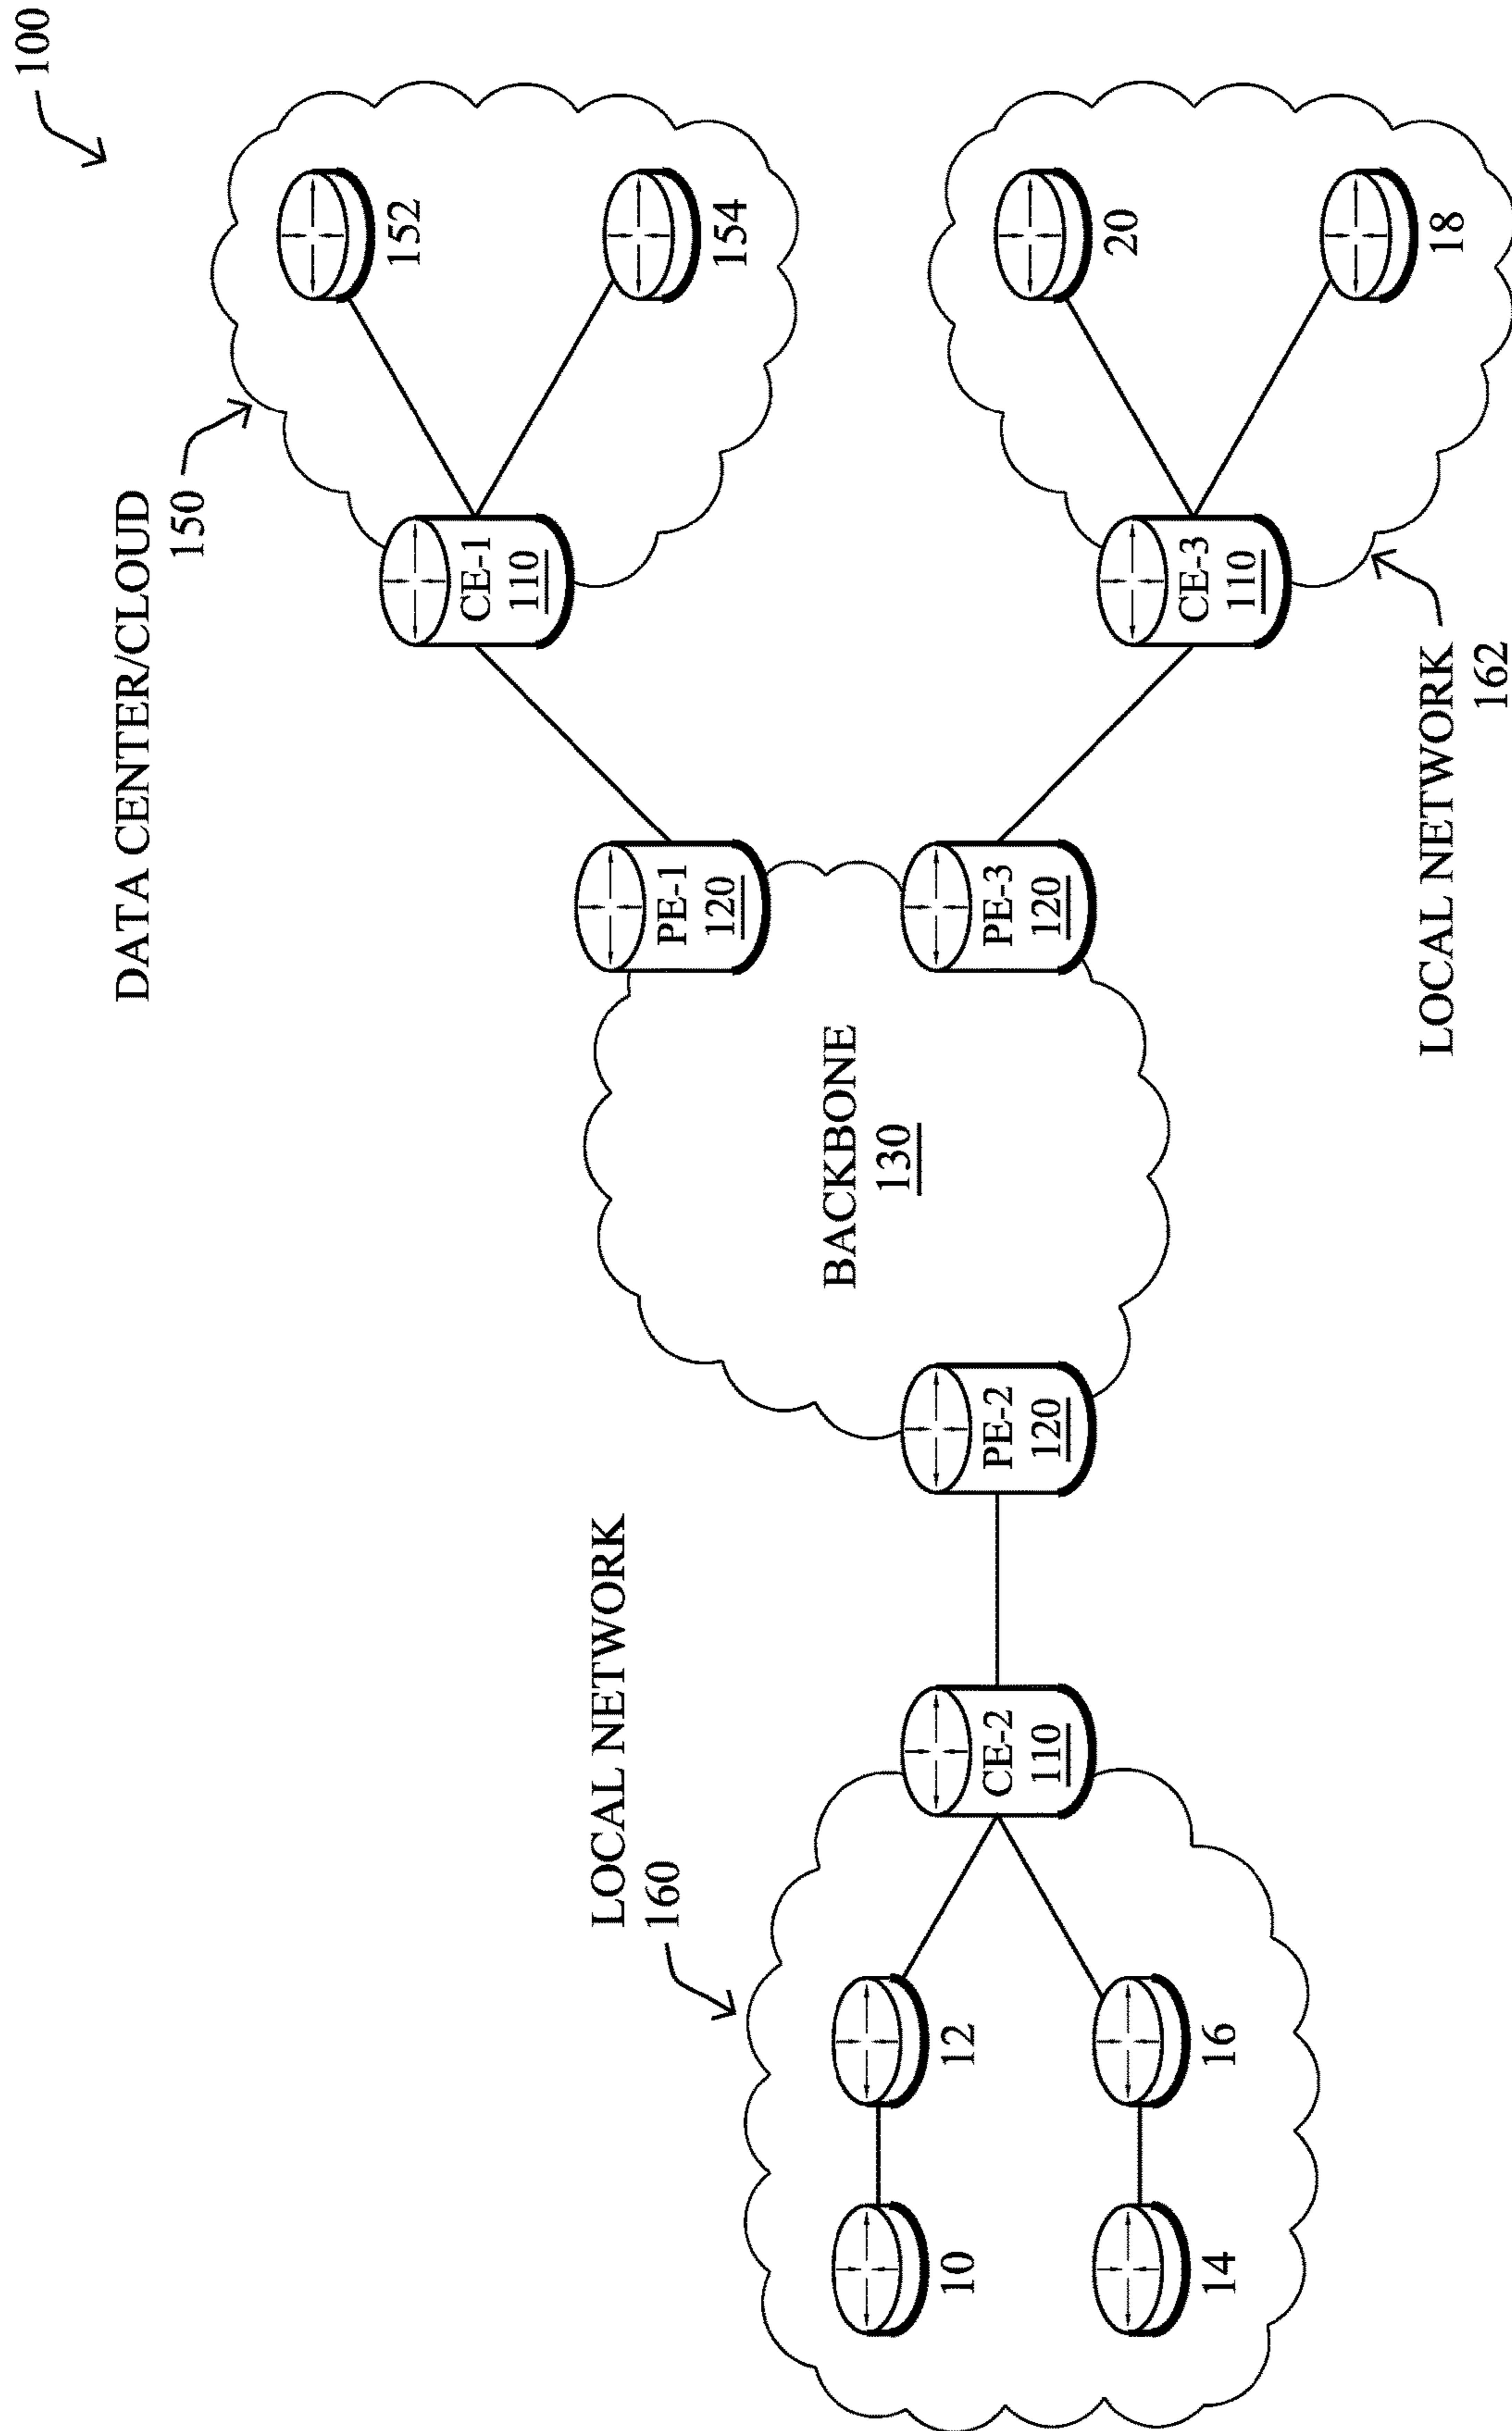 100
DATA CENTER/CLOUD
150
152
154
CE-1
110
PE-1
120
BACKBONE
130
LOCAL NETWORK
160
10
12
14
16
CE-2
110
PE-2
120
PE-3
120
CE-3
110
20
18
LOCAL NETWORK
162